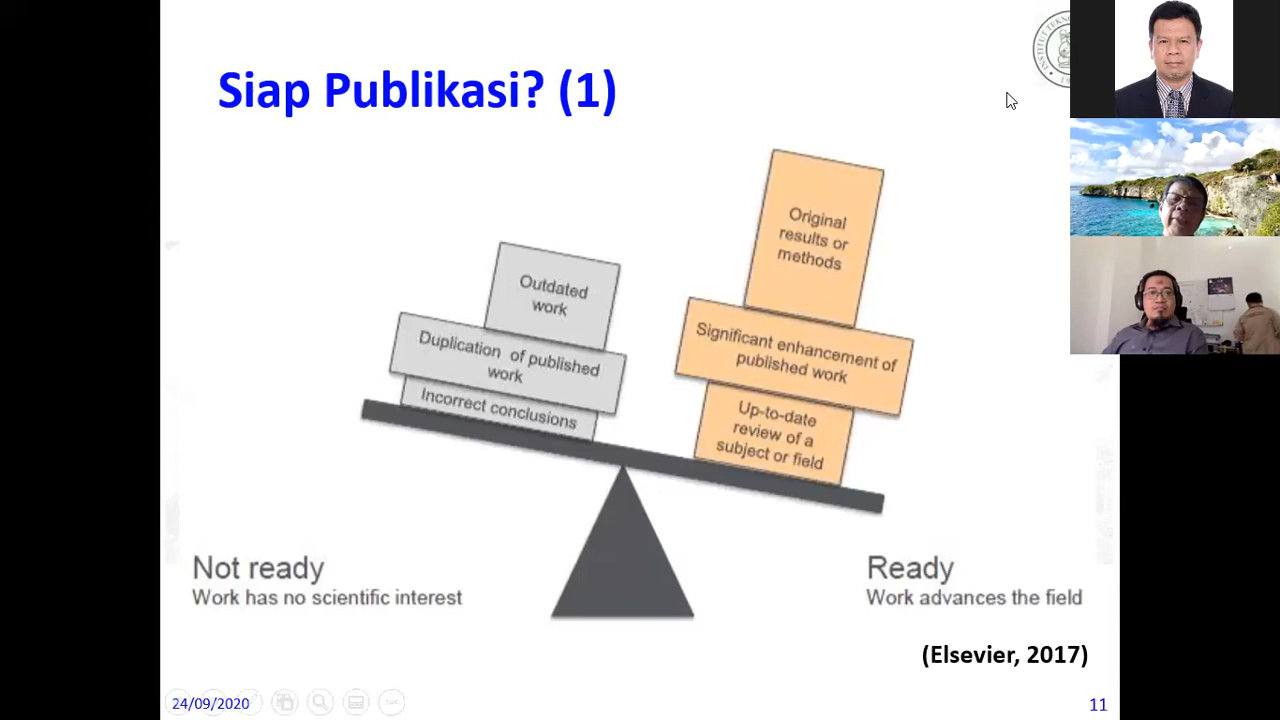 Siap Publikasi? (1)
INSTITUT TEKN
Outdated
work
Duplication of published
work
Incorrect conclusions
Original
results or
methods
Significant enhancement of
published work
Up-to-date
review of a
subject or field
Not ready
Work has no scientific interest
Ready
Work advances the field
(Elsevier, 2017)
24/09/2020
11